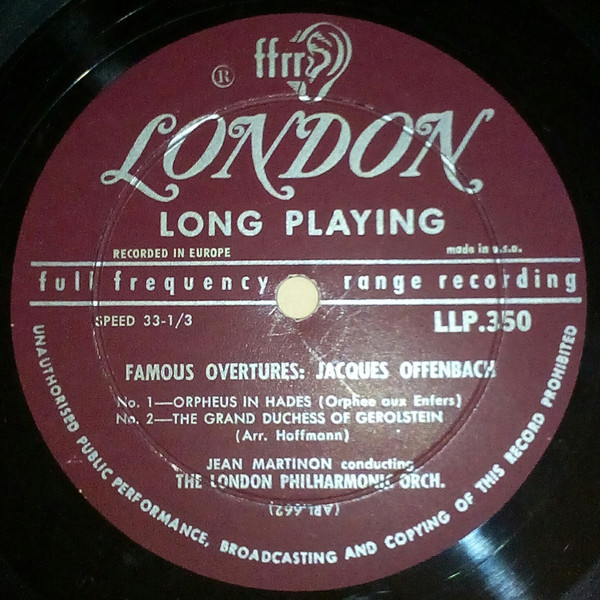 ffrr
®
LONDON
LONG PLAYING
RECORDED IN EUROPE made in u.s.a.
full frequency range recording
SPEED 33-1/3 LLP.350
FAMOUS OVERTURES: JACQUES OFFENBACH
No. 1—ORPHEUS IN HADES (Orphee aux Enfers)
No. 2—THE GRAND DUCHESS OF GEROLSTEIN
(Arr. Hoffmann)
JEAN MARTINON conducting
THE LONDON PHILHARMONIC ORCH.
(ARL.662)
UNAUTHORISED PUBLIC PERFORMANCE, BROADCASTING AND COPYING OF THIS RECORD PROHIBITED